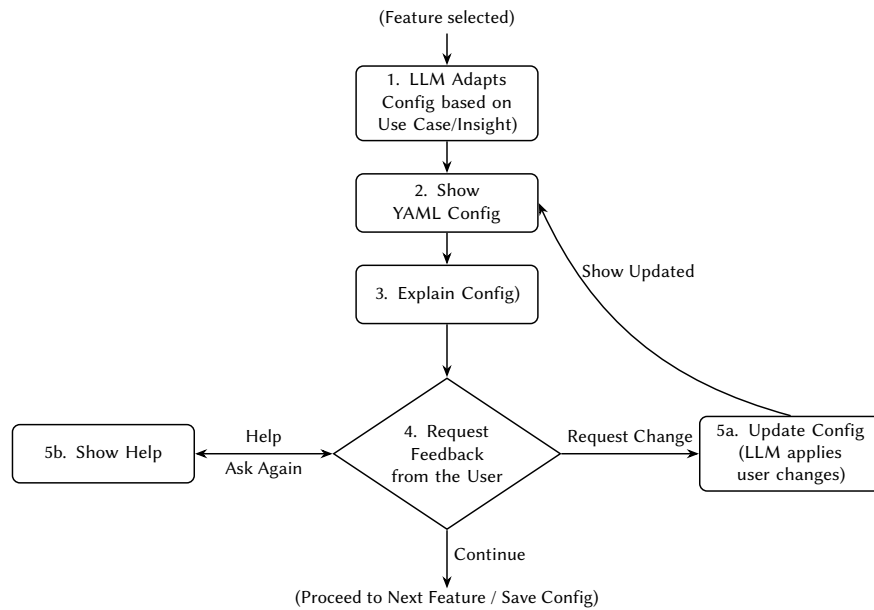 (Feature selected)
1. LLM Adapts
Config based on
Use Case/Insight)
2. Show
YAML Config
Show Updated
3. Explain Config)
5b. Show Help
Help
Ask Again
4. Request
Feedback
from the User
Request Change
5a. Update Config
(LLM applies
user changes)
Continue
(Proceed to Next Feature / Save Config)